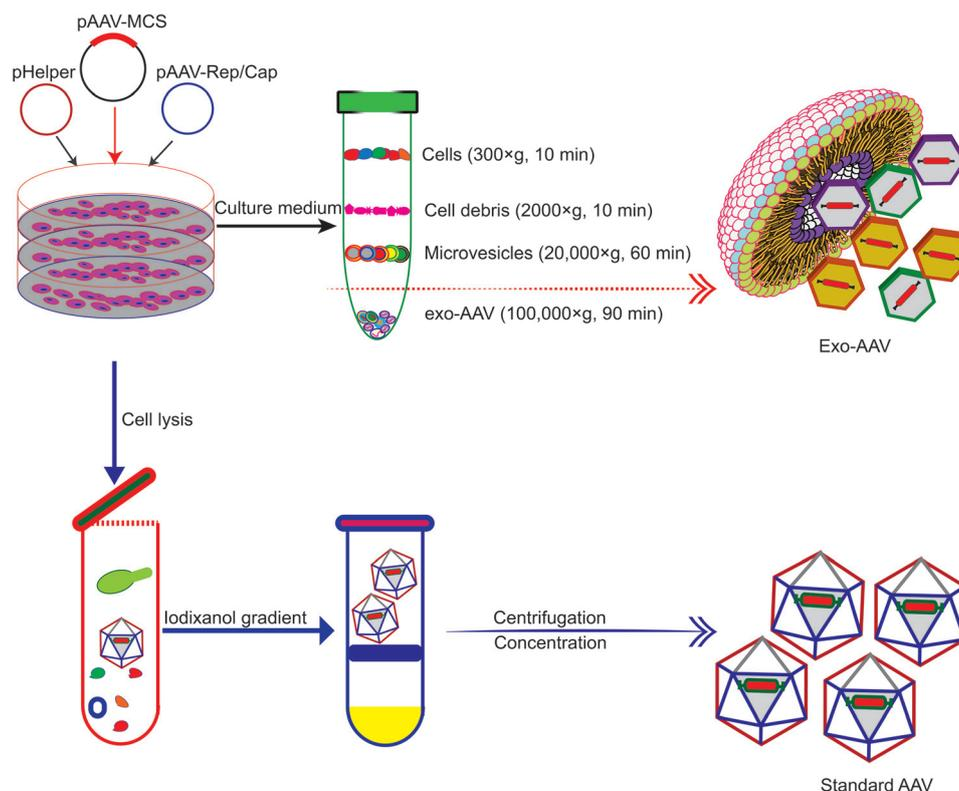 pAAV-MCS
pHelper
pAAV-Rep/Cap
Cells (300×g, 10 min)
Culture medium
Cell debris (2000×g, 10 min)
Microvesicles (20,000×g, 60 min)
exo-AAV (100,000×g, 90 min)
Exo-AAV
Cell lysis
Iodixanol gradient
Centrifugation
Concentration
Standard AAV